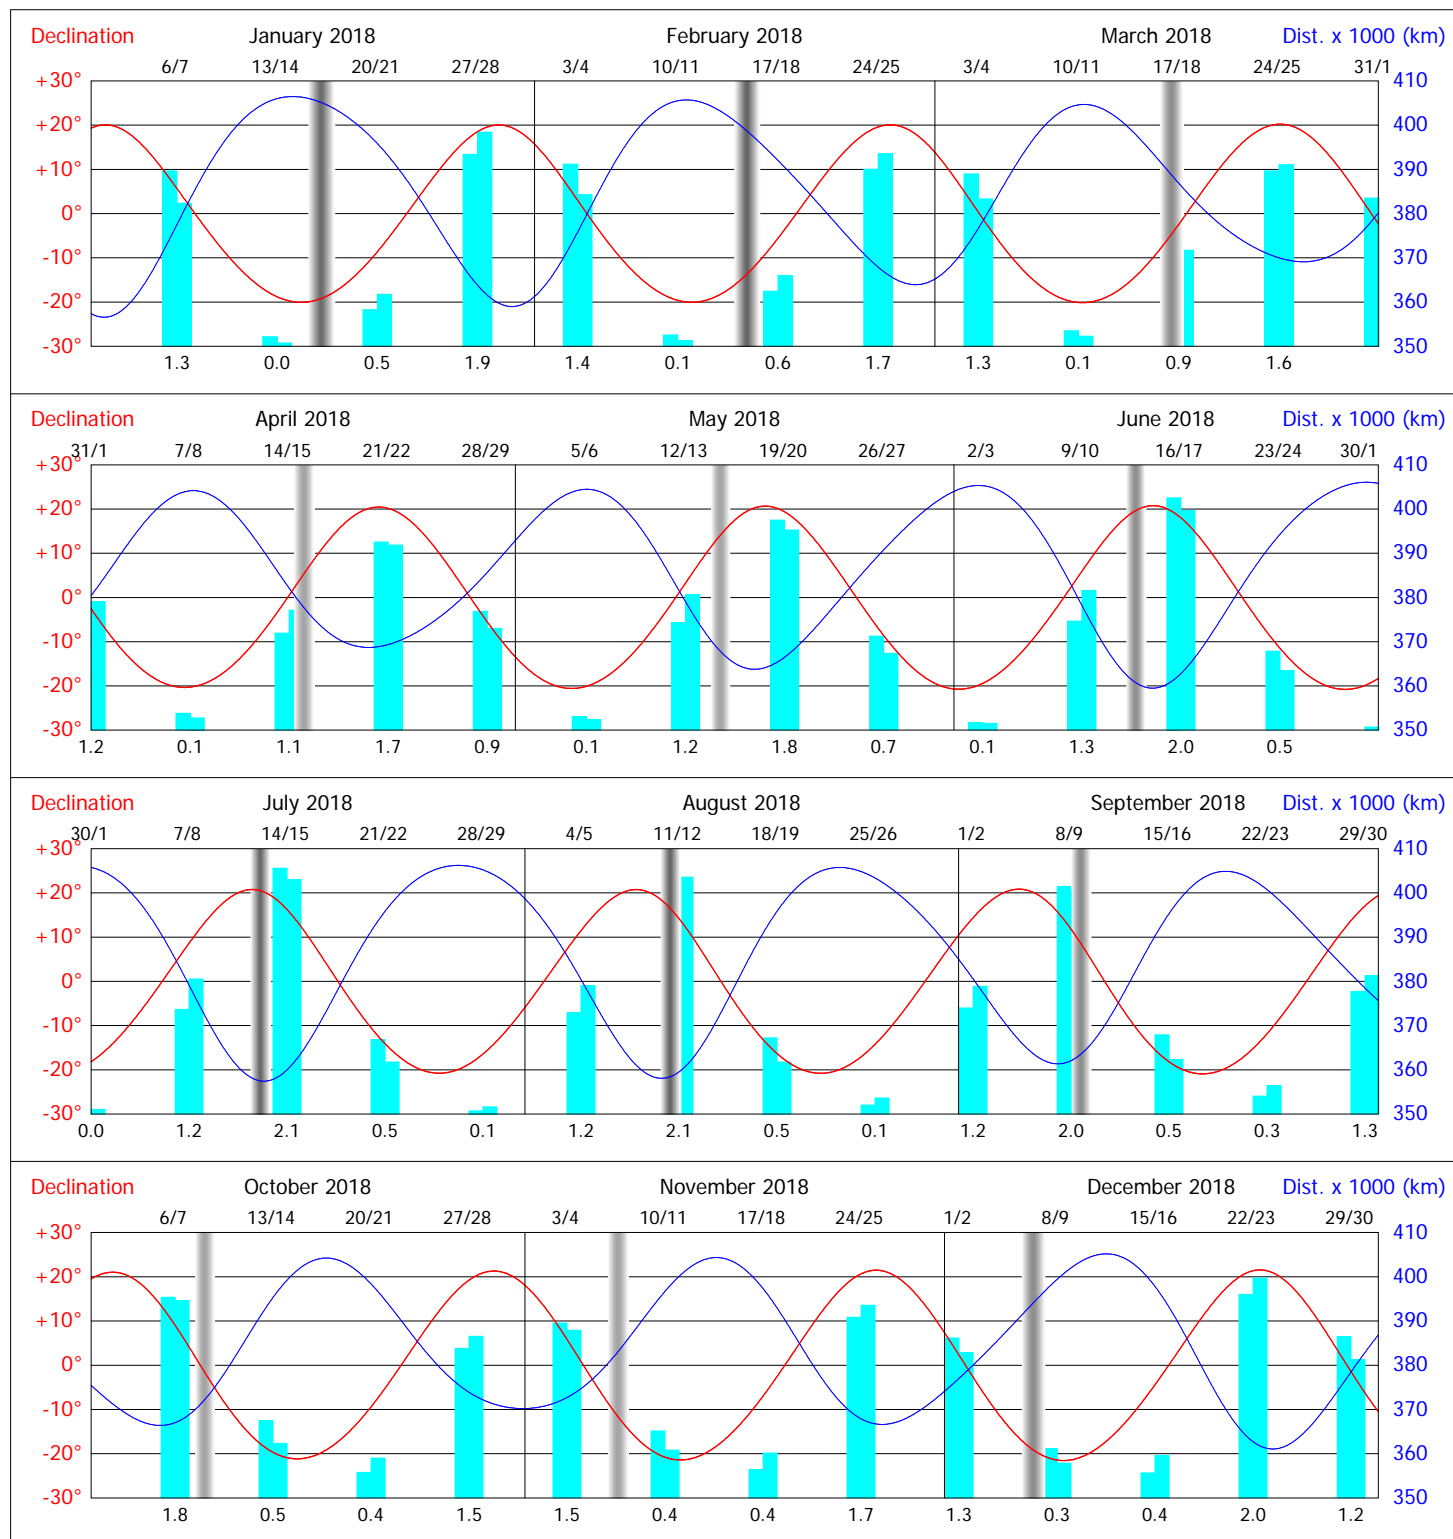 Declination January 2018 February 2018 March 2018 Dist. x 1000 (km)
6/7 13/14 20/21 27/28 3/4 10/11 17/18 24/25 3/4 10/11 17/18 24/25 31/1
+30° 410
+20° 400
+10° 390
0° 380
-10° 370
-20° 360
-30° 350
1.3 0.0 0.5 1.9 1.4 0.1 0.6 1.7 1.3 0.1 0.9 1.6
Declination April 2018 May 2018 June 2018 Dist. x 1000 (km)
31/1 7/8 14/15 21/22 28/29 5/6 12/13 19/20 26/27 2/3 9/10 16/17 23/24 30/1
+30° 410
+20° 400
+10° 390
0° 380
-10° 370
-20° 360
-30° 350
1.2 0.1 1.1 1.7 0.9 0.1 1.2 1.8 0.7 0.1 1.3 2.0 0.5
Declination July 2018 August 2018 September 2018 Dist. x 1000 (km)
30/1 7/8 14/15 21/22 28/29 4/5 11/12 18/19 25/26 1/2 8/9 15/16 22/23 29/30
+30° 410
+20° 400
+10° 390
0° 380
-10° 370
-20° 360
-30° 350
0.0 1.2 2.1 0.5 0.1 1.2 2.1 0.5 0.1 1.2 2.0 0.5 0.3 1.3
Declination October 2018 November 2018 December 2018 Dist. x 1000 (km)
6/7 13/14 20/21 27/28 3/4 10/11 17/18 24/25 1/2 8/9 15/16 22/23 29/30
+30° 410
+20° 400
+10° 390
0° 380
-10° 370
-20° 360
-30° 350
1.8 0.5 0.4 1.5 1.5 0.4 0.4 1.7 1.3 0.3 0.4 2.0 1.2